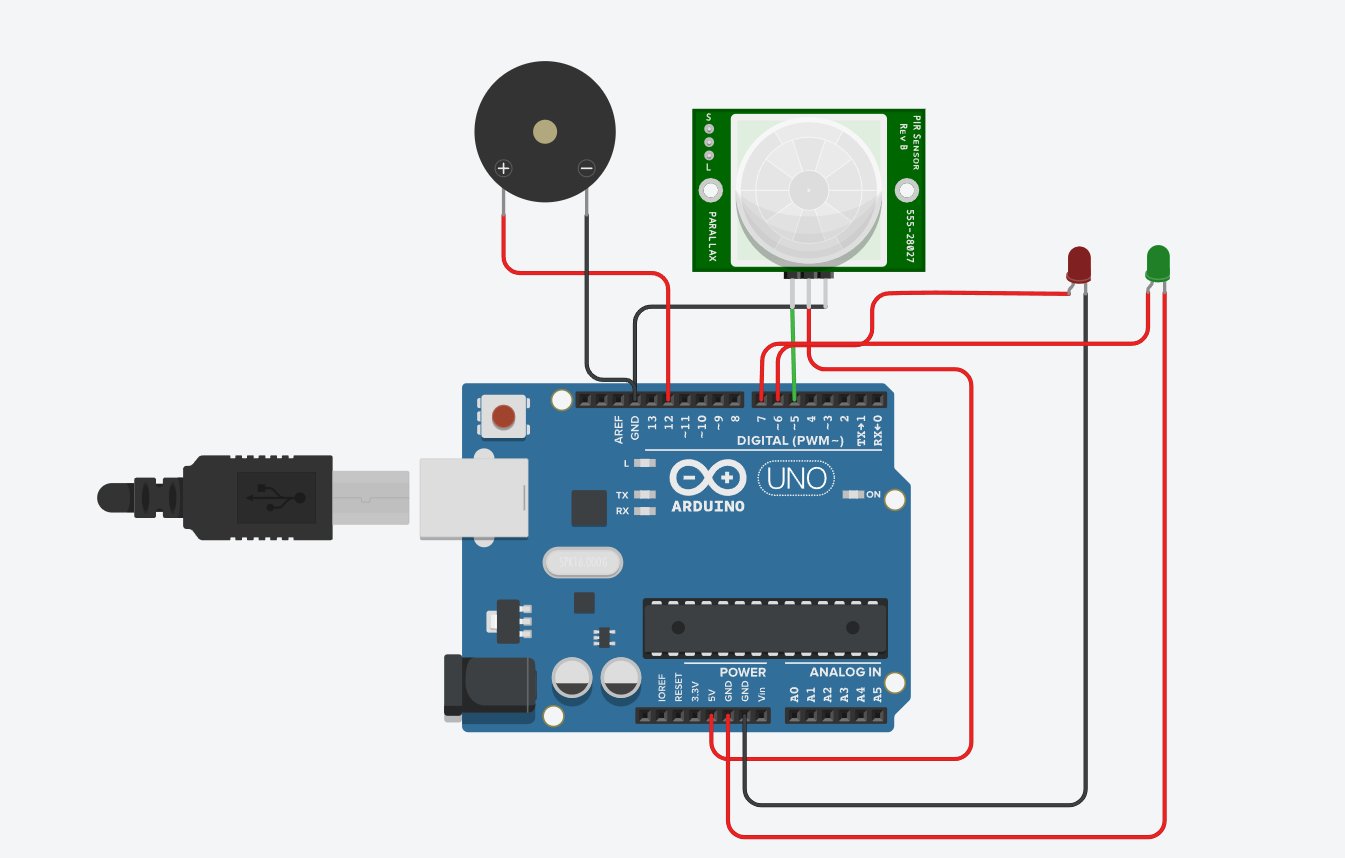 +
−
S
L
PARALLAX
PIR SENSOR
REV B
555-28027
AREF
GND
13
12
~11
~10
~9
8
7
~6
~5
4
~3
2
TX→1
RX←0
DIGITAL (PWM~)
L
TX
RX
− +
UNO
ARDUINO
ON
POWER
ANALOG IN
IOREF
RESET
3.3V
5V
GND
GND
Vin
A0
A1
A2
A3
A4
A5